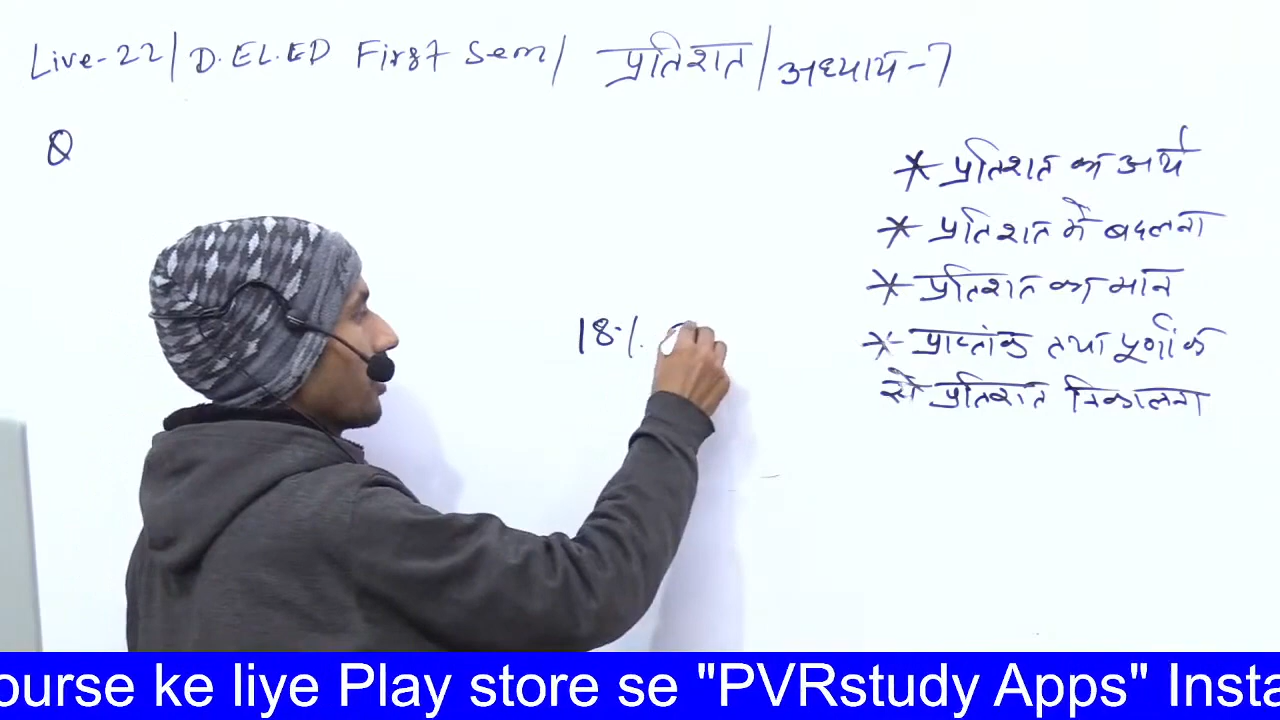 Live-22/ D.EL.ED First Sem/ प्रतिशत/अध्याय-7
Q
* प्रतिशत का अर्थ
* प्रतिशत में बदलना
* प्रतिशत का मान
18%
* प्राप्तांक तथा पूर्णांक
से प्रतिशत निकालना
ourse ke liye Play store se "PVRstudy Apps" Insta